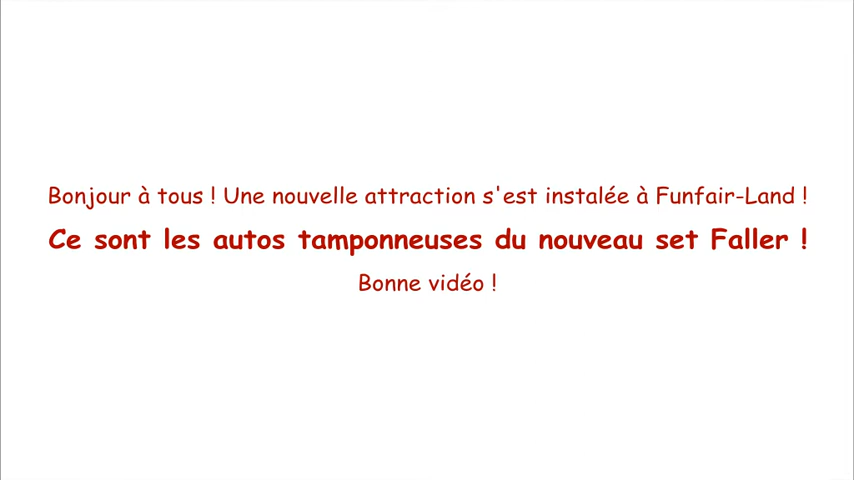 Bonjour à tous ! Une nouvelle attraction s'est instalée à Funfair-Land !
Ce sont les autos tamponneuses du nouveau set Faller !
Bonne vidéo !